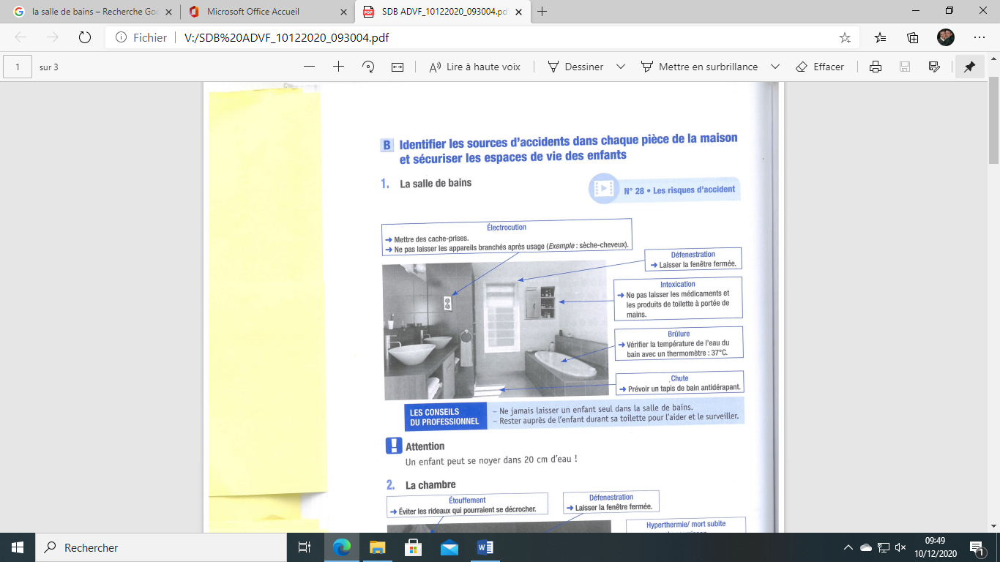 la salle de bains – Recherche Goo
Microsoft Office Accueil
PDF
SDB ADVF_10122020_093004.pdf
Fichier
V:/SDB%20ADVF_10122020_093004.pdf
1
sur 3
Lire à haute voix
Dessiner
Mettre en surbrillance
Effacer
B Identifier les sources d'accidents dans chaque pièce de la maison
et sécuriser les espaces de vie des enfants
1. La salle de bains
N° 28 • Les risques d'accident
Électrocution
➜ Mettre des cache-prises.
➜ Ne pas laisser les appareils branchés après usage (Exemple : sèche-cheveux).
Défenestration
➜ Laisser la fenêtre fermée.
Intoxication
➜ Ne pas laisser les médicaments et
les produits de toilette à portée de
mains.
Brûlure
➜ Vérifier la température de l'eau du
bain avec un thermomètre : 37°C.
Chute
➜ Prévoir un tapis de bain antidérapant.
LES CONSEILS
DU PROFESSIONNEL
– Ne jamais laisser un enfant seul dans la salle de bains.
– Rester auprès de l'enfant durant sa toilette pour l'aider et le surveiller.
! Attention
Un enfant peut se noyer dans 20 cm d'eau !
2. La chambre
Étouffement
➜ Éviter les rideaux qui pourraient se décrocher.
Défenestration
➜ Laisser la fenêtre fermée.
Hyperthermie/ mort subite
Rechercher
09:49
10/12/2020
1